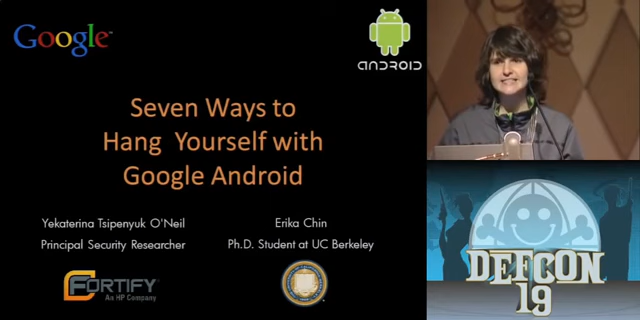 Google
ANDROID
Seven Ways to
Hang Yourself with
Google Android
Yekaterina Tsipenyuk O'Neil
Principal Security Researcher
Erika Chin
Ph.D. Student at UC Berkeley
FORTIFY
An HP Company
DEFCON
19